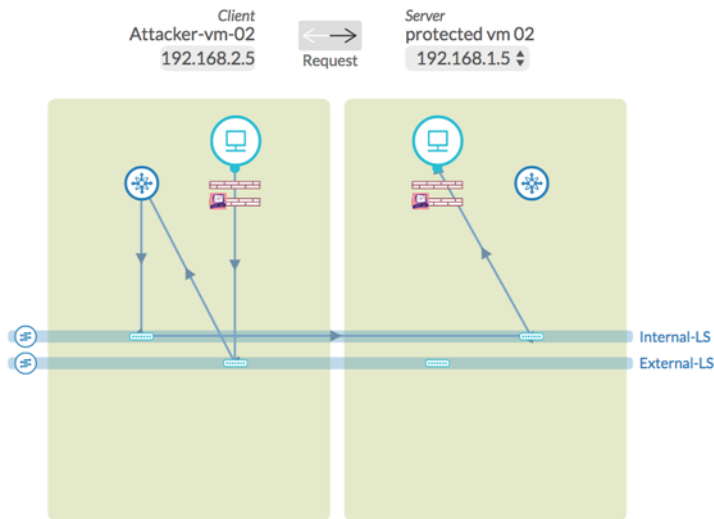 Client
Attacker-vm-02
192.168.2.5
Request
Server
protected vm 02
192.168.1.5
Internal-LS
External-LS